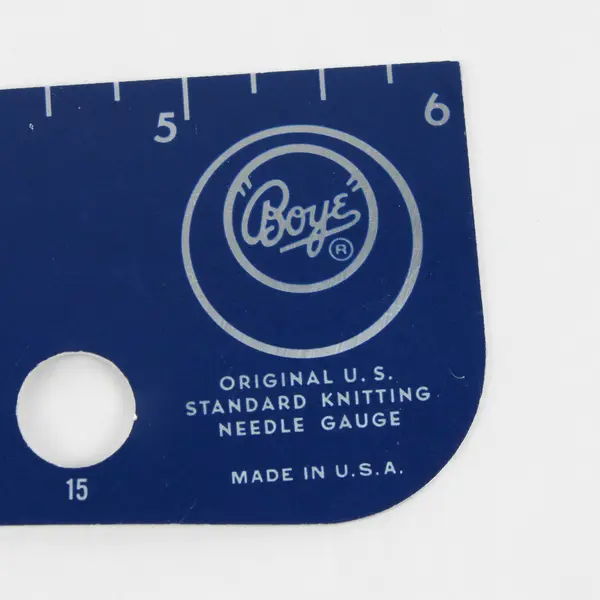 5 6
"Boye" ®
ORIGINAL U. S.
STANDARD KNITTING
NEEDLE GAUGE
15
MADE IN U.S.A.